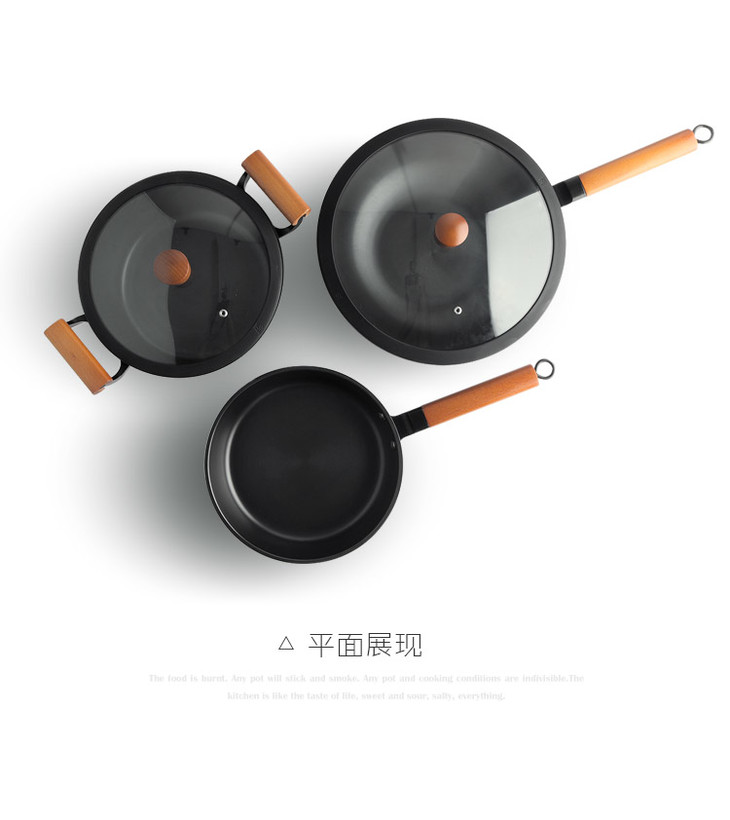 △ 平面展现
The food is burnt. Any pot will stick and smoke. Any pot and cooking conditions are indivisible.The
kitchen is like the taste of life, sweet and sour, salty, everything.